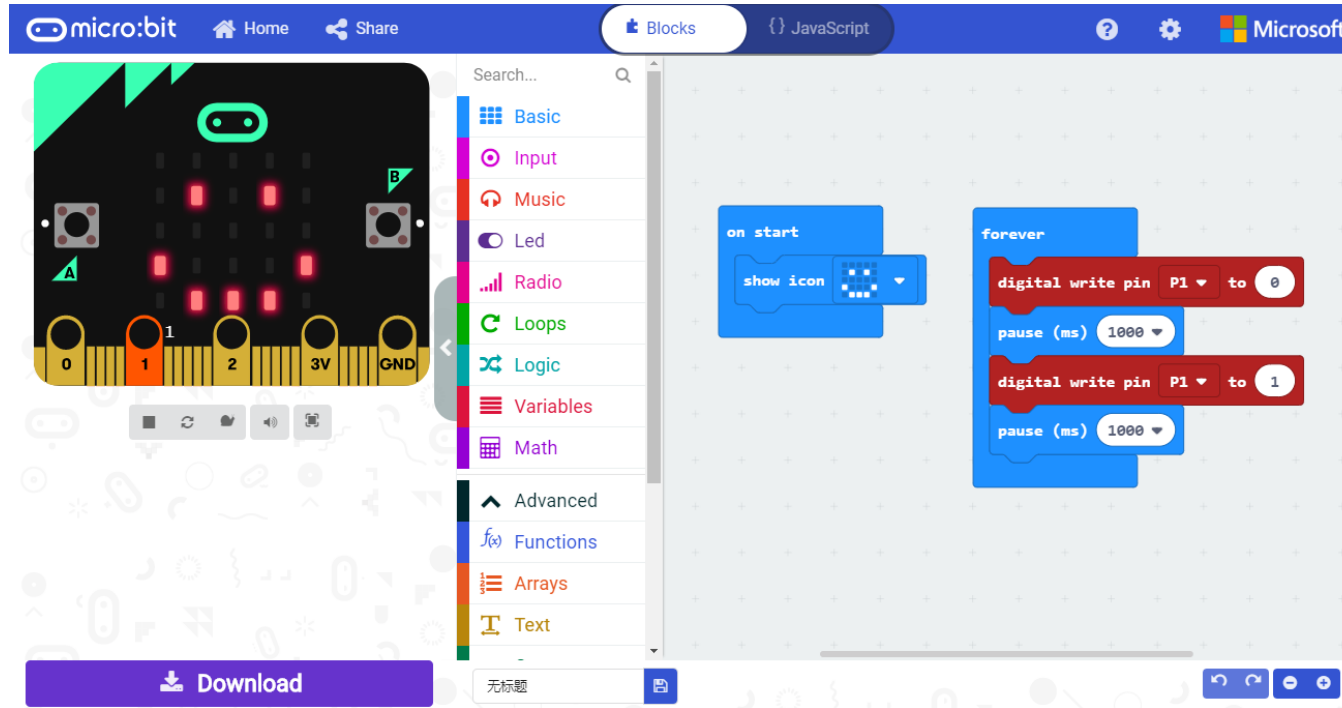 micro:bit Home Share Blocks {} JavaScript ? Microsoft
Search...
Basic
Input
Music
Led
Radio
Loops
Logic
Variables
Math
Advanced
f(x) Functions
Arrays
Text
A
B
1
0 1 2 3V GND
on start
show icon
forever
digital write pin P1 to 0
pause (ms) 1000
digital write pin P1 to 1
pause (ms) 1000
Download
无标题